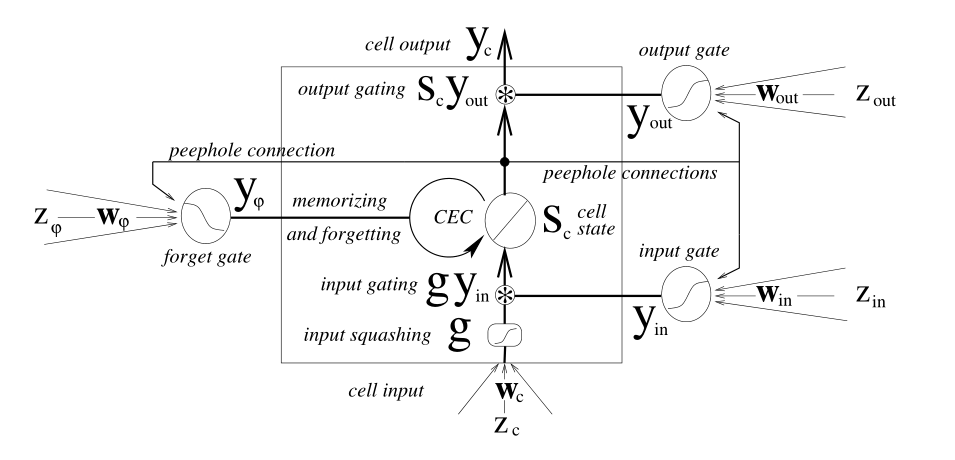 cell output y_c
output gate
output gating s_c y_out
w_out z_out
y_out
peephole connection
peephole connections
y_φ
memorizing
CEC
s_c cell
state
z_φ w_φ
and forgetting
forget gate
input gate
input gating g y_in
w_in z_in
y_in
input squashing g
cell input
w_c
z_c